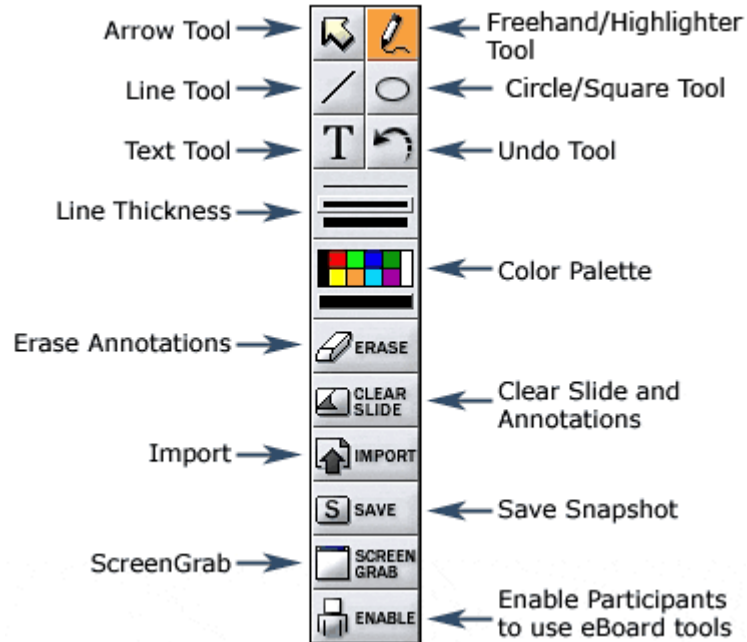 Arrow Tool
Freehand/Highlighter
Tool
Line Tool
Circle/Square Tool
T
Text Tool
Undo Tool
Line Thickness
Color Palette
Erase Annotations
ERASE
CLEAR
SLIDE
Clear Slide and
Annotations
Import
IMPORT
S SAVE
Save Snapshot
ScreenGrab
SCREEN
GRAB
ENABLE
Enable Participants
to use eBoard tools